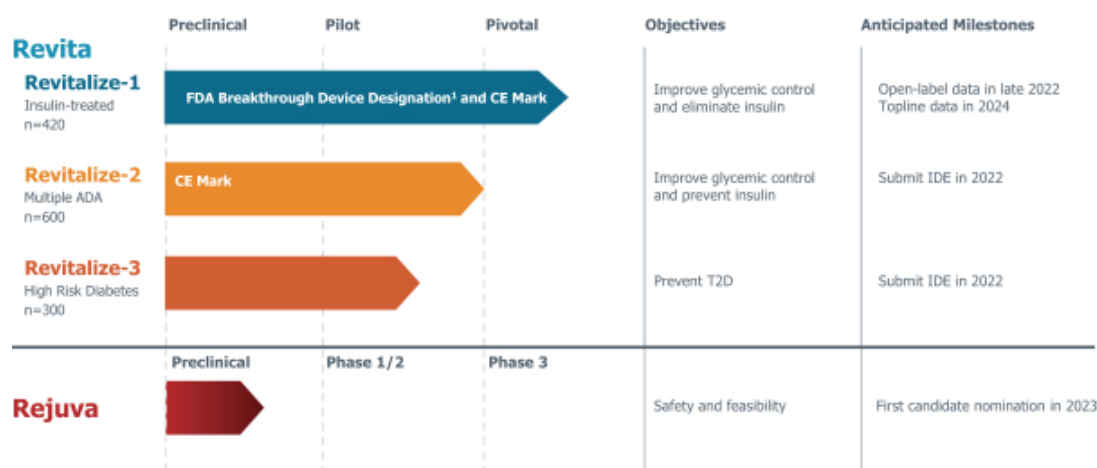 Preclinical Pilot Pivotal Objectives Anticipated Milestones
Revita
Revitalize-1
Insulin-treated
n=420
FDA Breakthrough Device Designation¹ and CE Mark
Improve glycemic control
and eliminate insulin
Open-label data in late 2022
Topline data in 2024
Revitalize-2
Multiple ADA
n=600
CE Mark
Improve glycemic control
and prevent insulin
Submit IDE in 2022
Revitalize-3
High Risk Diabetes
n=300
Prevent T2D
Submit IDE in 2022
Preclinical Phase 1/2 Phase 3
Rejuva
Safety and feasibility
First candidate nomination in 2023